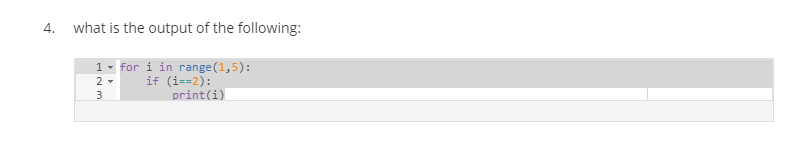 4. what is the output of the following:
1 for i in range(1,5):
2 if (i==2):
3 print(i)